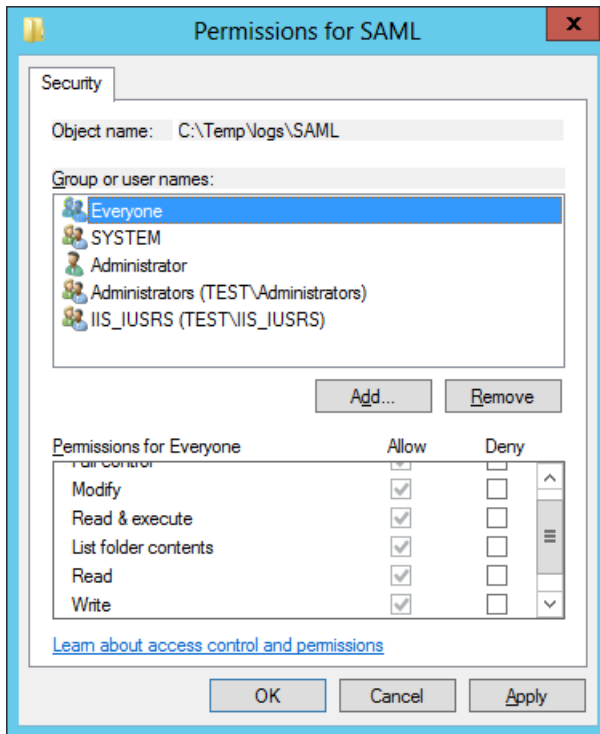 Permissions for SAML
x
Security
Object name: C:\Temp\logs\SAML
Group or user names:
Everyone
SYSTEM
Administrator
Administrators (TEST\Administrators)
IIS_IUSRS (TEST\IIS_IUSRS)
Add... Remove
Permissions for Everyone Allow Deny
Full control
Modify
Read & execute
List folder contents
Read
Write
Learn about access control and permissions
OK Cancel Apply